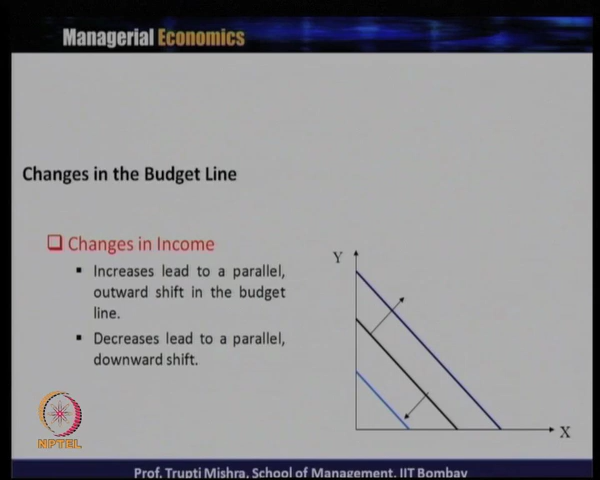 Managerial Economics
Changes in the Budget Line
Changes in Income
Increases lead to a parallel,
outward shift in the budget
line.
Decreases lead to a parallel,
downward shift.
Y
X
NPTEL
Prof. Trupti Mishra, School of Management, IIT Bombay